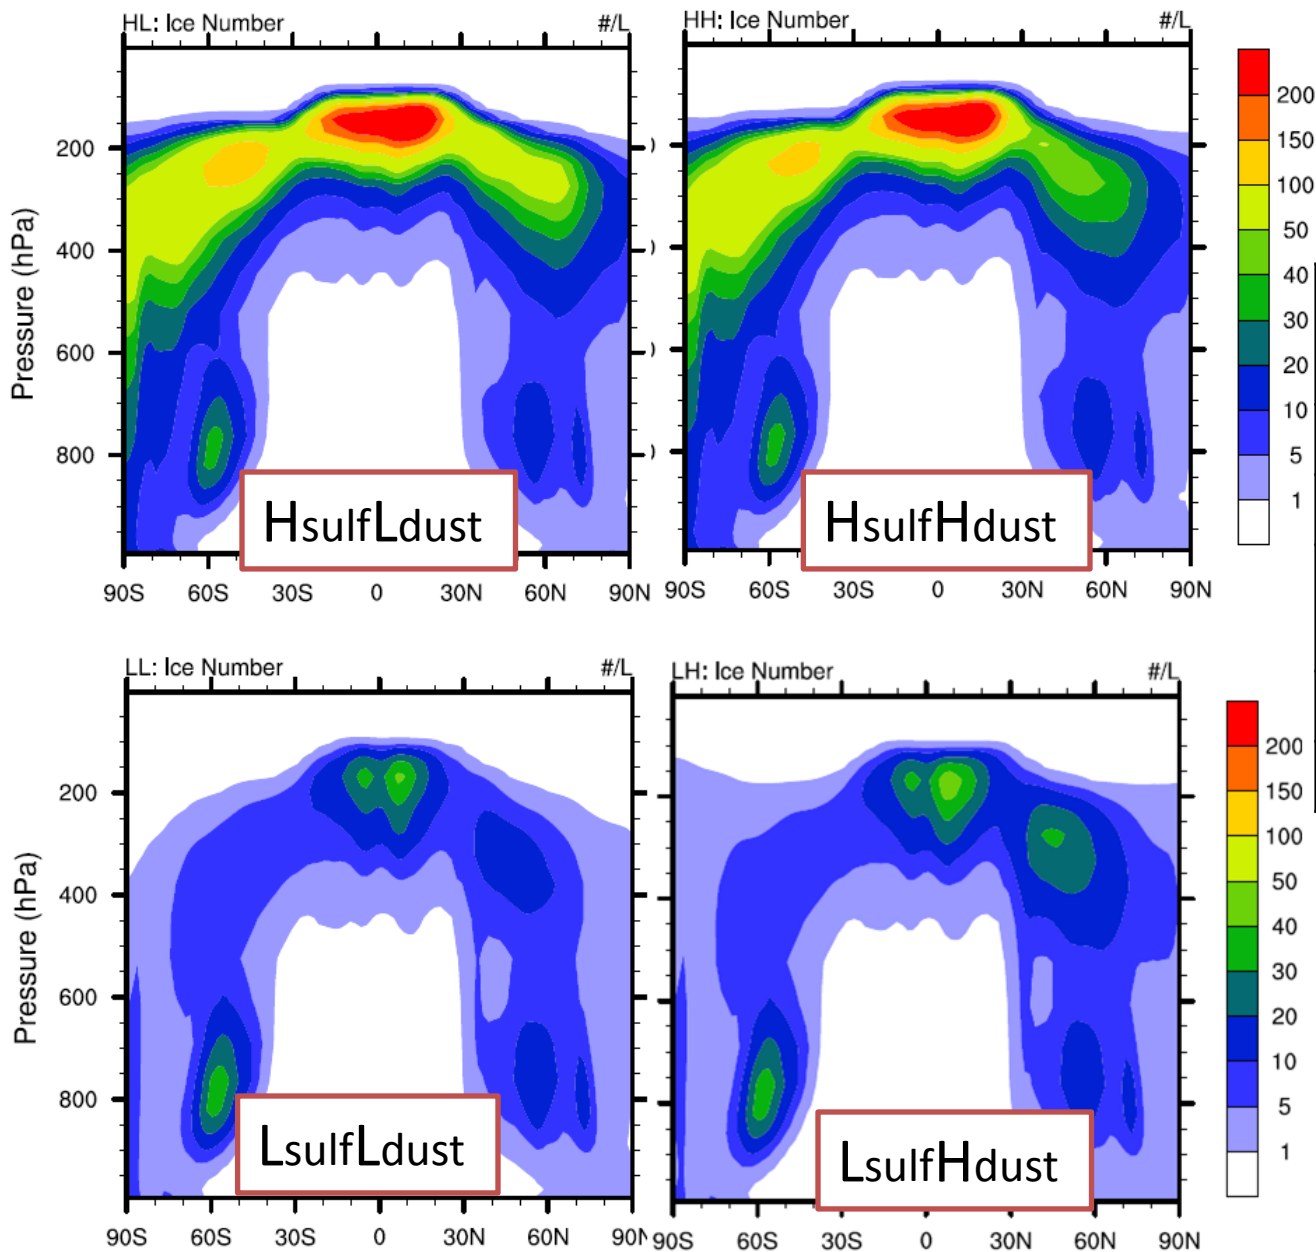 HL: Ice Number #/L
HH: Ice Number #/L
Pressure (hPa)
200
400
600
800
HsulfLdust
90S 60S 30S 0 30N 60N 90N
)
)
)
)
HsulfHdust
90S 60S 30S 0 30N 60N 90N
200
150
100
50
40
30
20
10
5
1
LL: Ice Number #/L
LH: Ice Number #/L
Pressure (hPa)
200
400
600
800
LsulfLdust
90S 60S 30S 0 30N 60N 90N
LsulfHdust
90S 60S 30S 0 30N 60N 90N
200
150
100
50
40
30
20
10
5
1